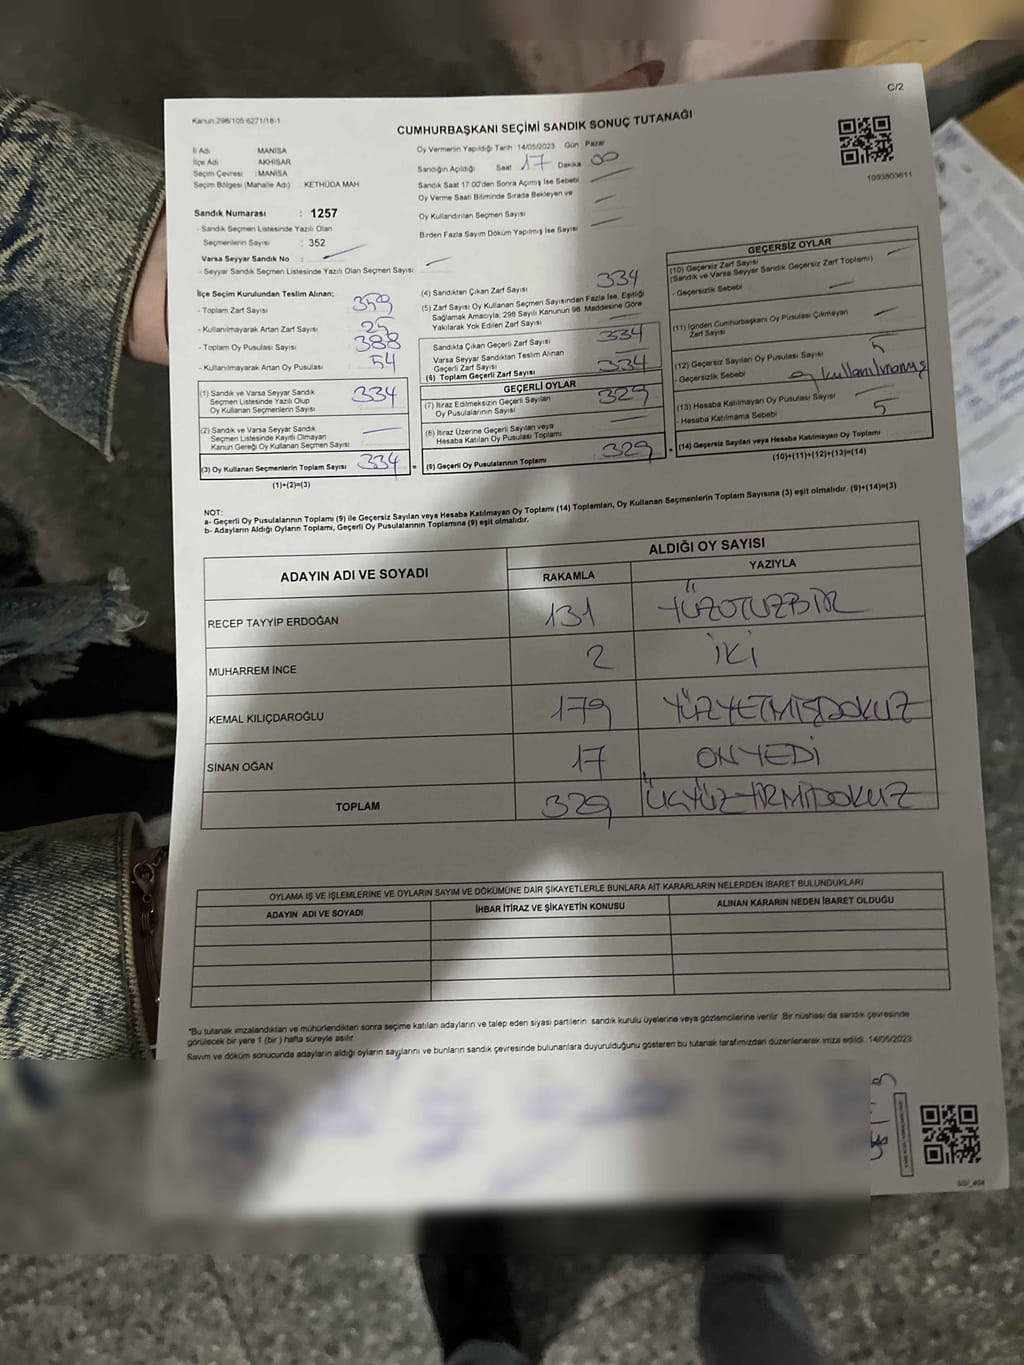 C/2
Kanun:298/105-6271/18-1
CUMHURBAŞKANI SEÇİMİ SANDIK SONUÇ TUTANAĞI
1093803611
İl Adı MANİSA
İlçe Adı AKHİSAR
Seçim Çevresi : MANİSA
Seçim Bölgesi (Mahalle Adı) : KETHÜDA MAH
Oy Vermenin Yapıldığı Tarih :14/05/2023 Gün Pazar
Sandığın Açıldığı Saat 17 Dakika 00
Sandık Saat 17:00'den Sonra Açılmış İse Sebebi
Oy Verme Saati Bitiminde Sırada Bekleyen ve
Oy Kullandırılan Seçmen Sayısı
Birden Fazla Sayım Döküm Yapılmış İse Sayısı
Sandık Numarası : 1257
- Sandık Seçmen Listesinde Yazılı Olan
Seçmenlerin Sayısı : 352
Varsa Seyyar Sandık No :
- Seyyar Sandık Seçmen Listesinde Yazılı Olan Seçmen Sayısı :
İlçe Seçim Kurulundan Teslim Alınan;
- Toplam Zarf Sayısı : 359
- Kullanılmayarak Artan Zarf Sayısı : 25
- Toplam Oy Pusulası Sayısı : 388
- Kullanılmayarak Artan Oy Pusulası : 54
(1) Sandık ve Varsa Seyyar Sandık
Seçmen Listesinde Yazılı Olup
Oy Kullanan Seçmenlerin Sayısı : 334
(2) Sandık ve Varsa Seyyar Sandık
Seçmen Listesinde Kayıtlı Olmayan
Kanun Gereği Oy Kullanan Seçmen Sayısı :
(3) Oy Kullanan Seçmenlerin Toplam Sayısı : 334
(1)+(2)=(3)
(4) Sandıktan Çıkan Zarf Sayısı : 334
(5) Zarf Sayısı Oy Kullanan Seçmen Sayısından Fazla İse, Eşitliği
Sağlamak Amacıyla; 298 Sayılı Kanunun 98. Maddesine Göre
Yakılarak Yok Edilen Zarf Sayısı
Sandıkta Çıkan Geçerli Zarf Sayısı : 334
Varsa Seyyar Sandıktan Teslim Alınan
Geçerli Zarf Sayısı :
(6) Toplam Geçerli Zarf Sayısı : 334
GEÇERLİ OYLAR
(7) İtiraz Edilmeksizin Geçerli Sayılan
Oy Pusulalarının Sayısı : 329
(8) İtiraz Üzerine Geçerli Sayılan veya
Hesaba Katılan Oy Pusulası Toplamı :
(9) Geçerli Oy Pusulalarının Toplamı : 329
GEÇERSİZ OYLAR
(10) Geçersiz Zarf Sayısı
(Sandık ve Varsa Seyyar Sandık Geçersiz Zarf Toplamı) :
- Geçersizlik Sebebi :
(11) İçinden Cumhurbaşkanı Oy Pusulası Çıkmayan
Zarf Sayısı :
(12) Geçersiz Sayılan Oy Pusulası Sayısı : 5
- Geçersizlik Sebebi : oy kullanılmamış
(13) Hesaba Katılmayan Oy Pusulası Sayısı :
- Hesaba Katılmama Sebebi :
5
(14) Geçersiz Sayılan veya Hesaba Katılmayan Oy Toplamı
(10)+(11)+(12)+(13)=(14)
NOT:
a- Geçerli Oy Pusulalarının Toplamı (9) ile Geçersiz Sayılan veya Hesaba Katılmayan Oy Toplamı (14) Toplamları, Oy Kullanan Seçmenlerin Toplam Sayısına (3) eşit olmalıdır. (9)+(14)=(3)
b- Adayların Aldığı Oyların Toplamı, Geçerli Oy Pusulalarının Toplamına (9) eşit olmalıdır.
ADAYIN ADI VE SOYADI ALDIĞI OY SAYISI
RAKAMLA YAZIYLA
RECEP TAYYİP ERDOĞAN 131 YÜZOTUZBİR
MUHARREM İNCE 2 İKİ
KEMAL KILIÇDAROĞLU 179 YÜZYETMİŞDOKUZ
SİNAN OĞAN 17 ONYEDİ
TOPLAM 329 ÜÇYÜZYİRMİDOKUZ
OYLAMA İŞ VE İŞLEMLERİNE VE OYLARIN SAYIM VE DÖKÜMÜNE DAİR ŞİKAYETLERLE BUNLARA AİT KARARLARIN NELERDEN İBARET BULUNDUKLARI
ADAYIN ADI VE SOYADI İHBAR İTİRAZ VE ŞİKAYETİN KONUSU ALINAN KARARIN NEDEN İBARET OLDUĞU
*Bu tutanak imzalandıktan ve mühürlendikten sonra seçime katılan adayların ve talep eden siyasi partilerin sandık kurulu üyelerine veya gözlemcilerine verilir. Bir nüshası da sandık çevresinde
görülecek bir yere 1 (bir) hafta süreyle asılır.
Sayım ve döküm sonucunda adayların aldığı oyların sayılarını ve bunların sandık çevresinde bulunanlara duyurulduğunu gösteren bu tutanak tarafımızdan düzenlenerek imza edildi. 14/05/2023